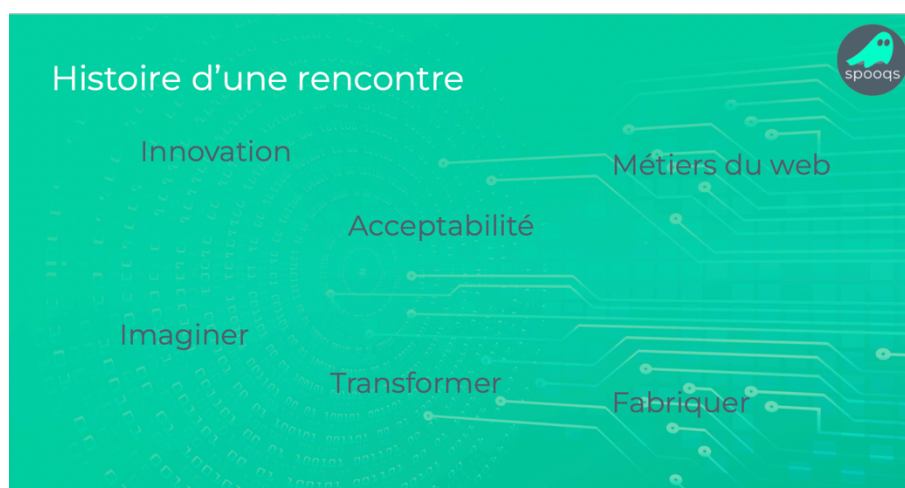 spooqs
Histoire d'une rencontre
Innovation
Métiers du web
Acceptabilité
Imaginer
Transformer
Fabriquer